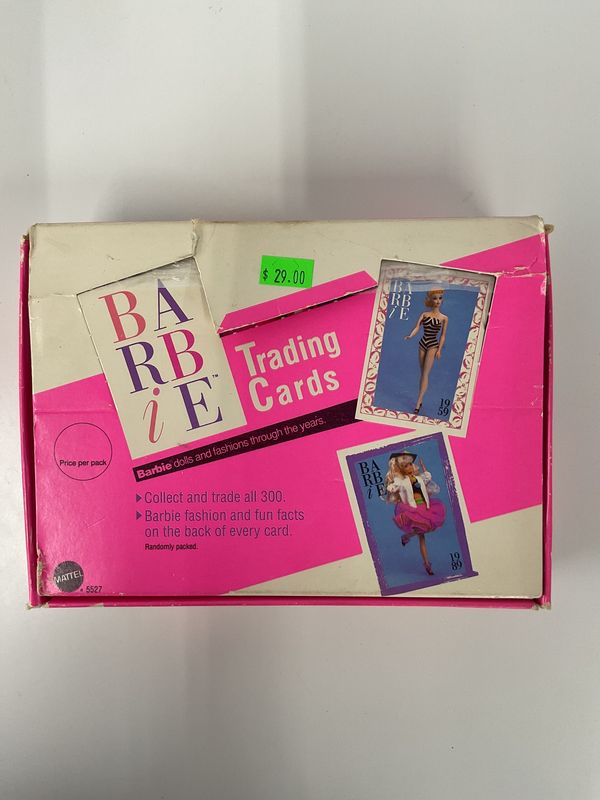 $ 29.00
BA
RB
iE™
Trading
Cards
Barbie dolls and fashions through the years.
Collect and trade all 300.
Barbie fashion and fun facts
on the back of every card.
Randomly packed.
Price per pack
MATTEL
5527
BA
RB
iE
19
59
BA
RB
iE
19
89